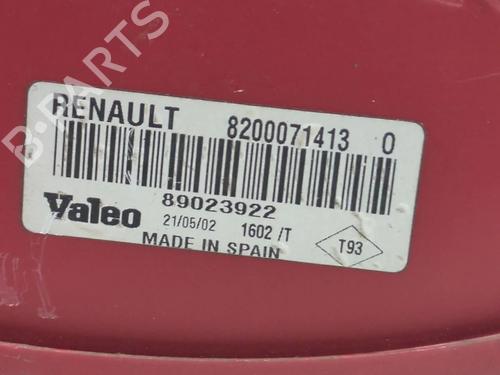 B-PARTS
RENAULT 8200071413 0
89023922
Valeo 21/05/02 1602 /T
MADE IN SPAIN T93